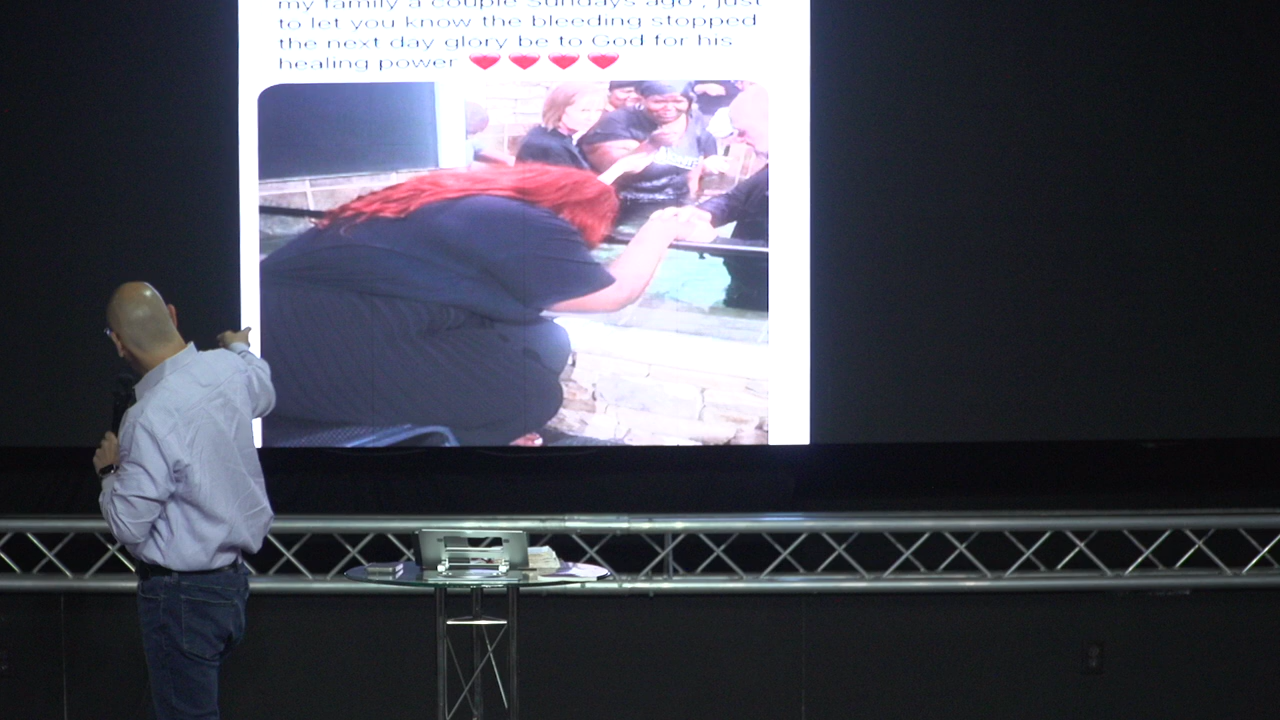 my family a couple Sundays ago , just
to let you know the bleeding stopped
the next day glory be to God for his
healing power ❤️ ❤️ ❤️ ❤️